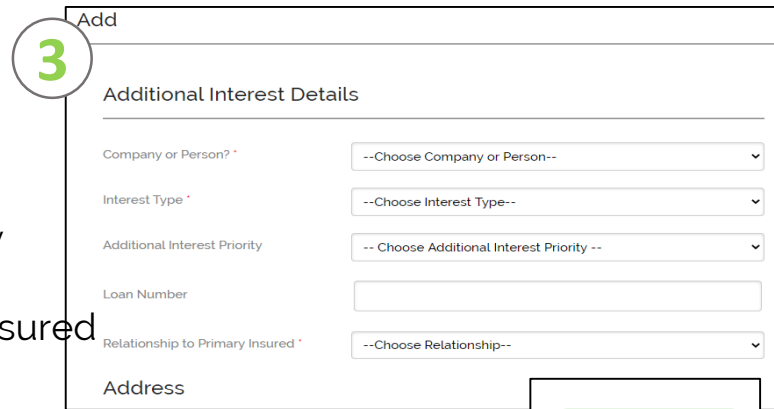 Add
3
Additional Interest Details
Company or Person? *
--Choose Company or Person--
Interest Type *
--Choose Interest Type--
Additional Interest Priority
-- Choose Additional Interest Priority --
Loan Number
sured
Relationship to Primary Insured *
--Choose Relationship--
Address